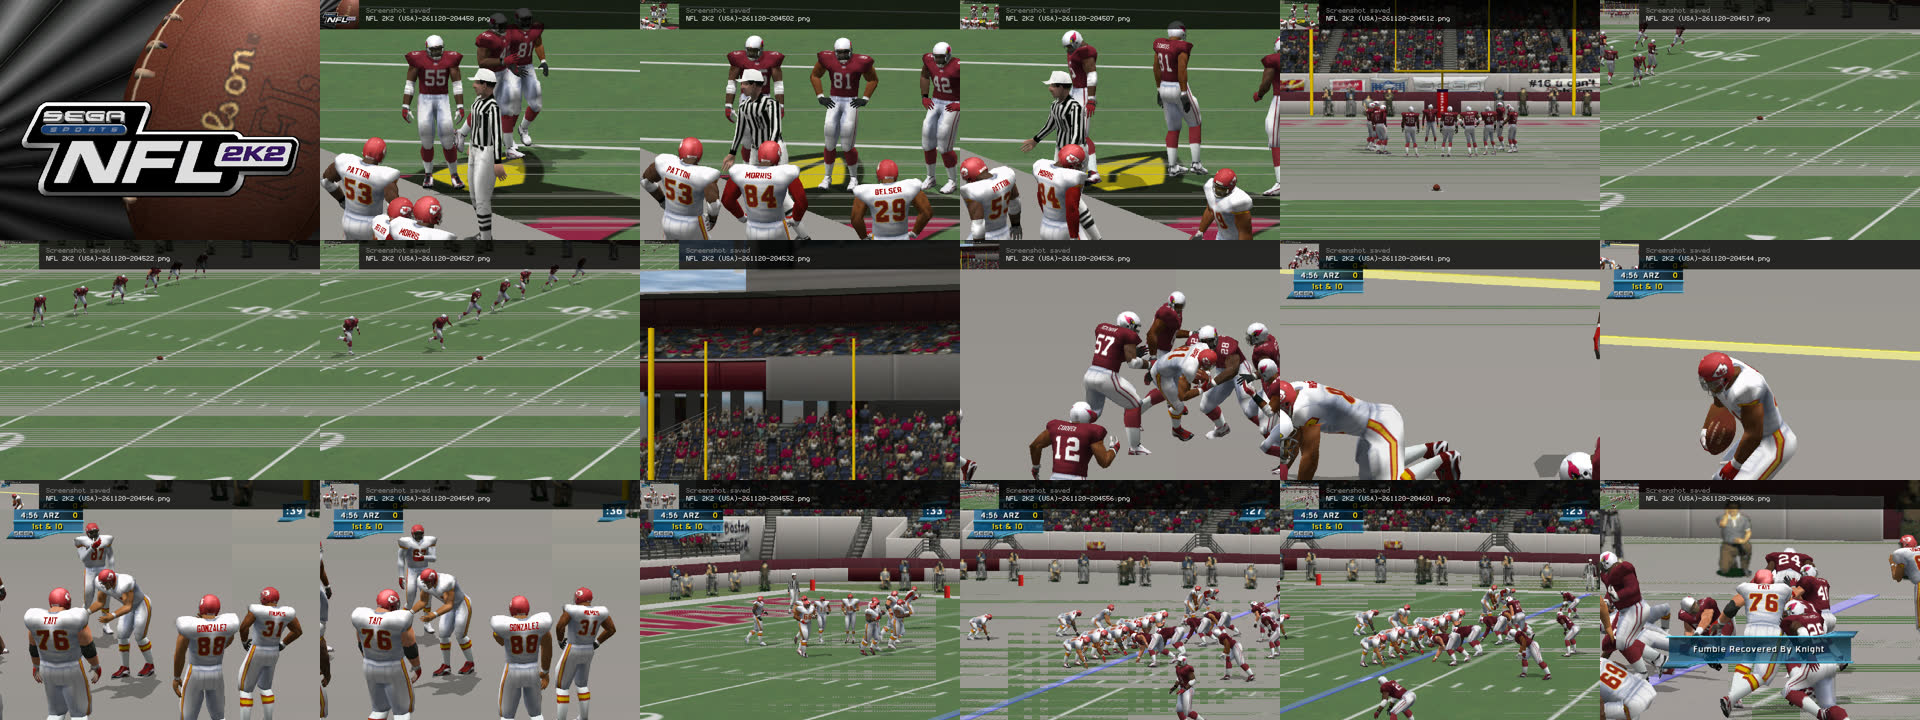 SEGA
SPORTS
NFL 2K2
Screenshot saved
NFL 2K2 (USA)-261120-204458.png
55
81
PATTON
53
MORRIS
Screenshot saved
NFL 2K2 (USA)-261120-204502.png
81
42
PATTON
53
MORRIS
84
BELSER
29
Screenshot saved
NFL 2K2 (USA)-261120-204507.png
81
PATTON
MORRIS
84
Screenshot saved
NFL 2K2 (USA)-261120-204512.png
Screenshot saved
NFL 2K2 (USA)-261120-204517.png
Screenshot saved
NFL 2K2 (USA)-261120-204522.png
Screenshot saved
NFL 2K2 (USA)-261120-204527.png
Screenshot saved
NFL 2K2 (USA)-261120-204532.png
Screenshot saved
NFL 2K2 (USA)-261120-204536.png
57
28
12
Screenshot saved
NFL 2K2 (USA)-261120-204541.png
4:56 ARZ 0
1st & 10
Screenshot saved
NFL 2K2 (USA)-261120-204544.png
4:56 ARZ 0
1st & 10
Screenshot saved
NFL 2K2 (USA)-261120-204546.png
4:56 ARZ 0
1st & 10
:39
TAIT
76
GONZALEZ
88
31
Screenshot saved
NFL 2K2 (USA)-261120-204549.png
4:56 ARZ 0
1st & 10
:36
TAIT
76
GONZALEZ
88
31
Screenshot saved
NFL 2K2 (USA)-261120-204552.png
4:56 ARZ 0
1st & 10
:33
Boston
Screenshot saved
NFL 2K2 (USA)-261120-204556.png
4:56 ARZ 0
1st & 10
:27
Screenshot saved
NFL 2K2 (USA)-261120-204601.png
4:56 ARZ 0
1st & 10
:23
Screenshot saved
NFL 2K2 (USA)-261120-204606.png
24
TAIT
76
Fumble Recovered By Knight